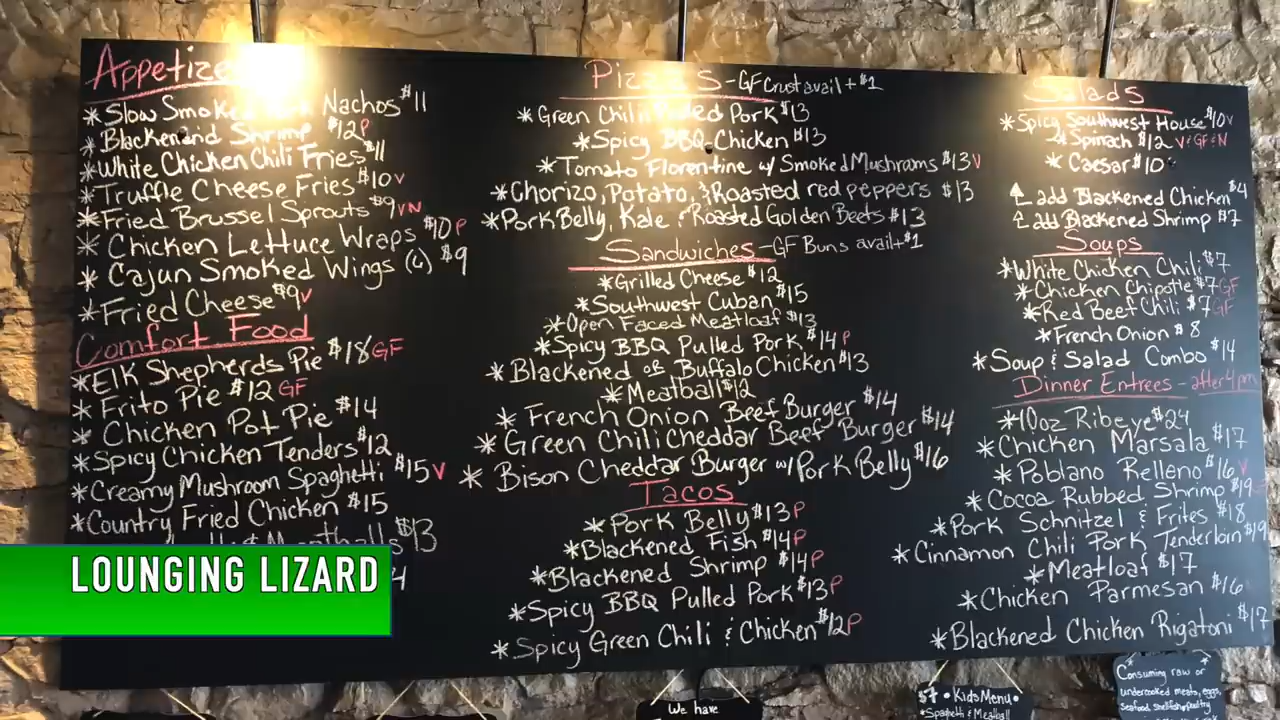 Appetize
*Slow Smoked Nachos $11
*Blackened Shrimp $12 P
*White Chicken Chili Fries $11
*Truffle Cheese Fries $10 V
*Fried Brussel Sprouts $9 VN
*Chicken Lettuce Wraps $10 P
*Cajun Smoked Wings (6) $9
*Fried Cheese $9 V
Comfort Food
*Elk Shepherds Pie $18 GF
*Frito Pie $12 GF
*Chicken Pot Pie $14
*Spicy Chicken Tenders $12
*Creamy Mushroom Spaghetti $15 V
*Country Fried Chicken $15
Meatballs $13
4
LOUNGING LIZARD
Pizzas - GF Crust avail +$1
*Green Chili Pulled Pork $13
*Spicy BBQ Chicken $13
*Tomato Florentine w/ Smoked Mushrooms $13 V
*Chorizo, Potato, & Roasted red peppers $13
*Pork Belly, Kale & Roasted Golden Beets $13
Sandwiches - GF Buns avail +$1
*Grilled Cheese $12
*Southwest Cuban $15
*Open Faced Meatloaf $13
*Spicy BBQ Pulled Pork $14 P
*Blackened or Buffalo Chicken $13
*Meatball $12
*French Onion Beef Burger $14
*Green Chili Cheddar Beef Burger $14
*Bison Cheddar Burger w/ Pork Belly $16
Tacos
*Pork Belly $13 P
*Blackened Fish $14 P
*Blackened Shrimp $14 P
*Spicy BBQ Pulled Pork $13 P
*Spicy Green Chili & Chicken $12 P
Salads
*Spicy Southwest House $10 V
*Spinach $12 V & GF & N
*Caesar $10
add Blackened Chicken $4
add Blackened Shrimp $7
Soups
*White Chicken Chili $7
*Chicken Chipotle $7 GF
*Red Beef Chili $7 GF
*French Onion $8
*Soup & Salad Combo $14
Dinner Entrees - after 4pm
*10oz Ribeye $24
*Chicken Marsala $17
*Poblano Relleno $16 V
*Cocoa Rubbed Shrimp $19
*Pork Schnitzel & Frites $18
*Cinnamon Chili Pork Tenderloin $19
*Meatloaf $17
*Chicken Parmesan $16
*Blackened Chicken Rigatoni $17
We have
$7 • Kids Menu •
*Spaghetti & Meatball
Consuming raw or
undercooked meats, eggs,
seafood, shellfish, poultry